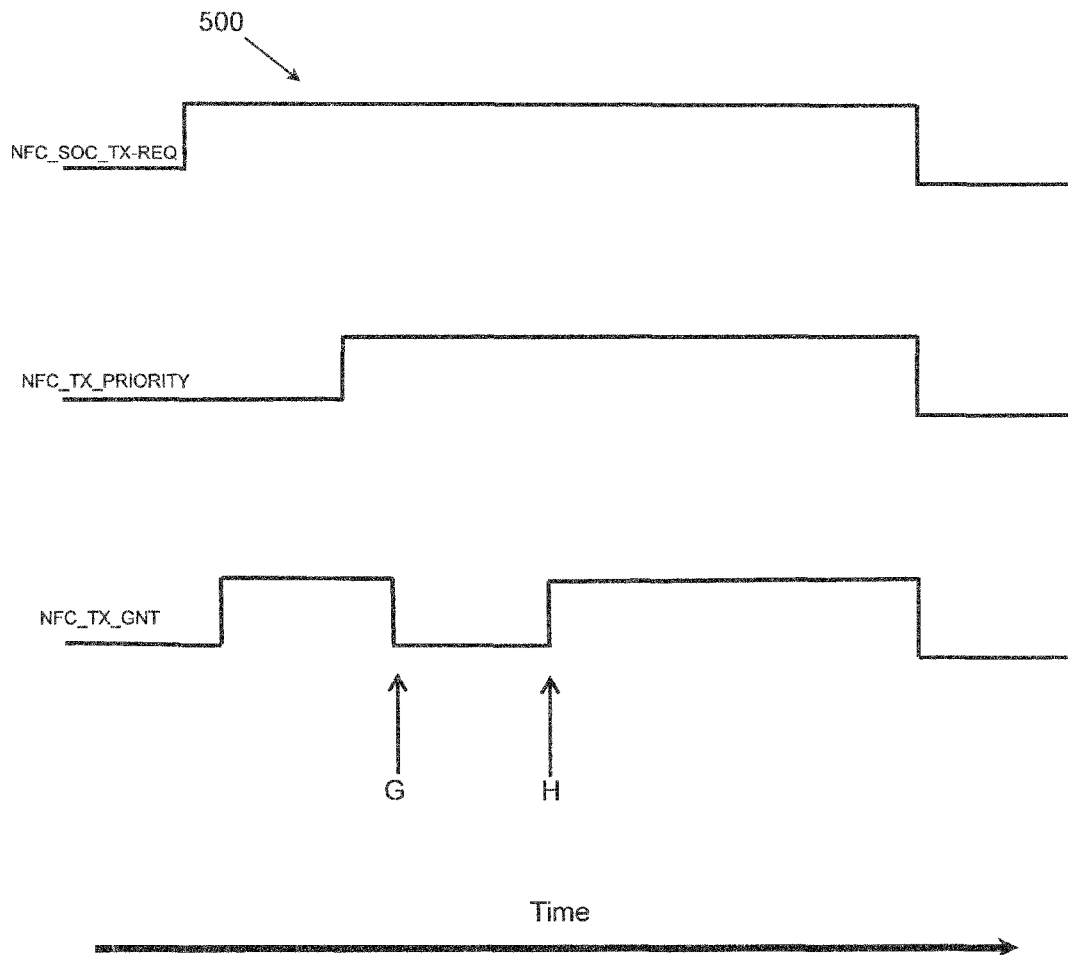 500
NFC_SOC_TX-REQ
NFC_TX_PRIORITY
NFC_TX_GNT
G
H
Time